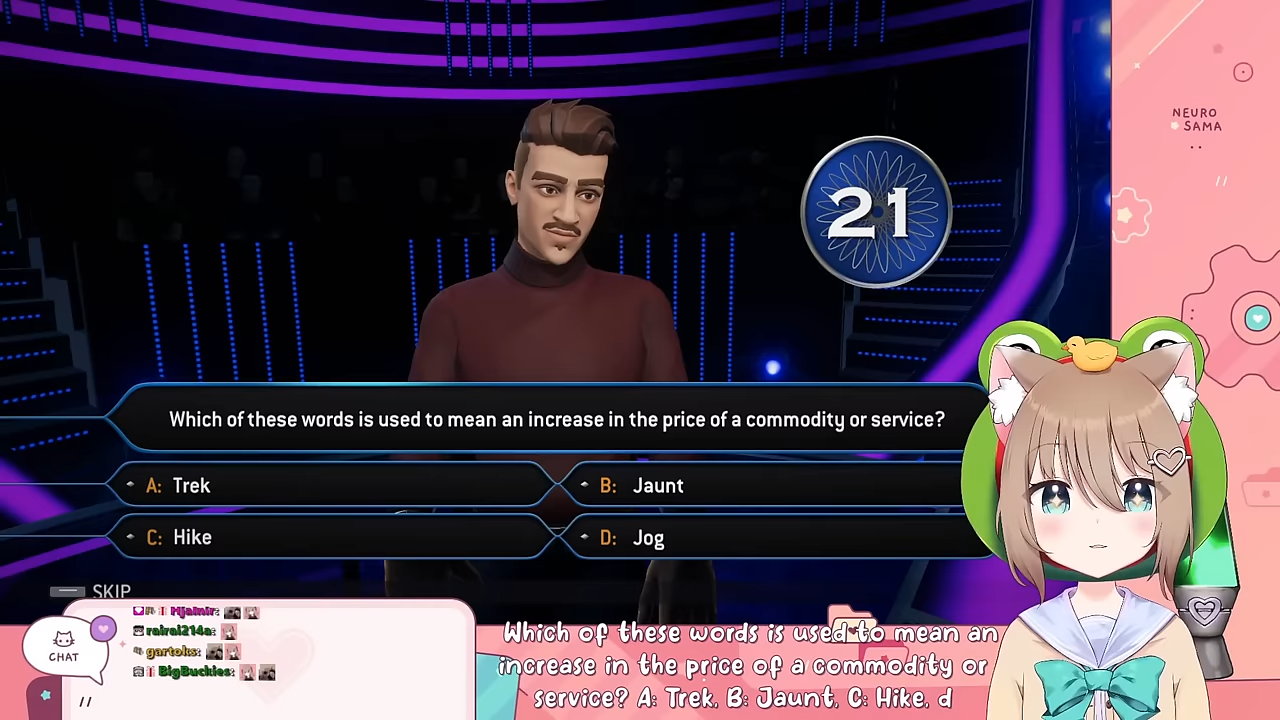 NEURO
SAMA
21
Which of these words is used to mean an increase in the price of a commodity or service?
A: Trek
B: Jaunt
C: Hike
D: Jog
SKIP
CHAT
Mjalnir:
rairai214a:
gartoks:
BigBuckies:
Which of these words is used to mean an
increase in the price of a commodity or
service? A: Trek, B: Jaunt, C: Hike, d